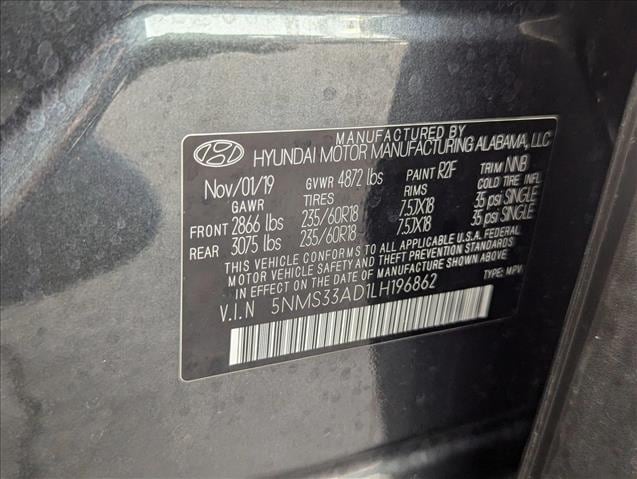 MANUFACTURED BY
HYUNDAI MOTOR MANUFACTURING ALABAMA, LLC
Nov/01/19 GVWR 4872 lbs PAINT R2F TRIM NNB
GAWR TIRES RIMS COLD TIRE INFL
FRONT 2866 lbs 235/60R18 7.5JX18 35 psi SINGLE
REAR 3075 lbs 235/60R18 7.5JX18 35 psi SINGLE
THIS VEHICLE CONFORMS TO ALL APPLICABLE U.S.A. FEDERAL
MOTOR VEHICLE SAFETY AND THEFT PREVENTION STANDARDS
IN EFFECT ON THE DATE OF MANUFACTURE SHOWN ABOVE.
V.I.N 5NMS33AD1LH196862 TYPE: MPV